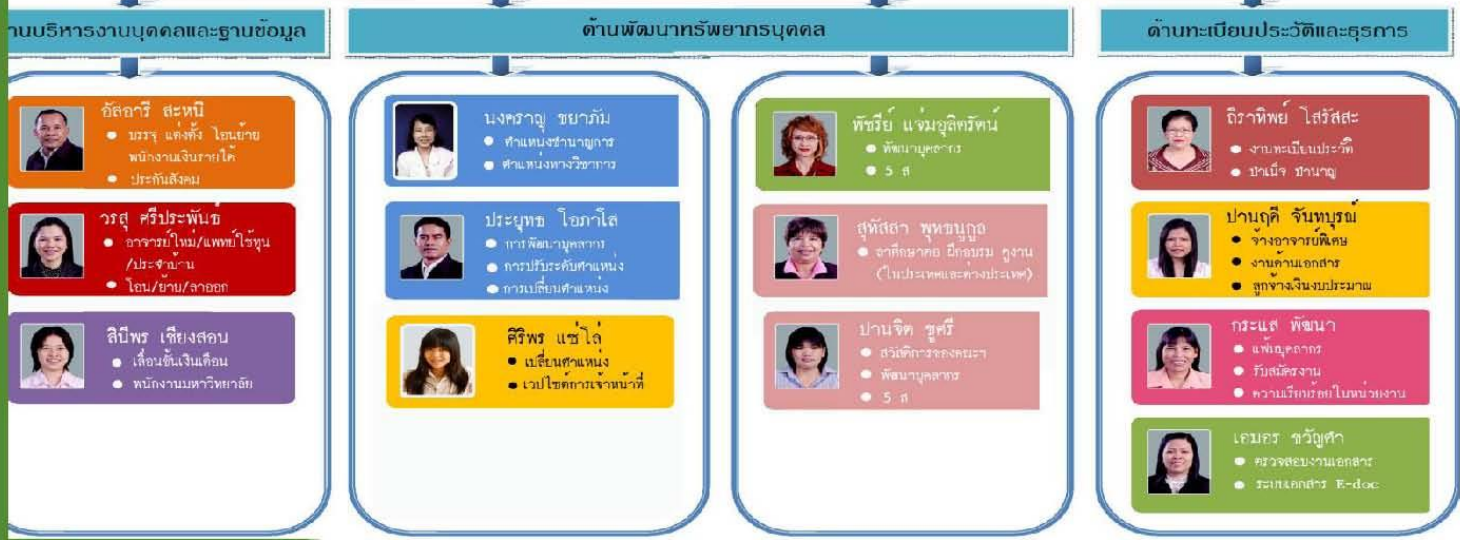 านบริหารงานบุคคลและฐานข้อมูล
ด้านพัฒนาทรัพยากรบุคคล
ด้านทะเบียนประวัติและธุรการ
อัสอารี สะหนิ
บรรจุ แต่งตั้ง โอนย้าย
พนักงานเงินรายได้
ประกันสังคม
วรสุ ศรีประพันธ์
อาจารย์ใหม่/แพทย์ใช้ทุน
/ประจำบ้าน
โอน/ย้าย/ลาออก
สินีพร เชียงสอน
เลื่อนขั้นเงินเดือน
พนักงานมหาวิทยาลัย
นงคราญ ชยาภัม
ตำแหน่งชำนาญการ
ตำแหน่งทางวิชาการ
ประยุทธ โอภาโส
การพัฒนาบุคลากร
การปรับระดับตำแหน่ง
การเปลี่ยนตำแหน่ง
ศิริพร แซ่ไล่
เปลี่ยนตำแหน่ง
เวปไซต์การเจ้าหน้าที่
พัชรีย์ แจ่มอุลิตรัตน์
พัฒนาบุคลากร
5 ส
สุทัสสา พุทธนุกูล
ลาศึกษาต่อ ฝึกอบรม ดูงาน
(ในประเทศและต่างประเทศ)
ปานจิต ชูศรี
สวัสดิการของคณะฯ
พัฒนาบุคลากร
5 ส
ถิราทิพย์ โสรัสสะ
งานทะเบียนประวัติ
บำเหน็จ บำนาญ
ปานฤดี จันทบูรณ์
จ้างอาจารย์พิเศษ
งานด้านเอกสาร
ลูกจ้างเงินงบประมาณ
กระแส พัฒนา
แฟ้มบุคลากร
รับสมัครงาน
ความเรียบร้อยในหน่วยงาน
เอมอร ขวัญดำ
ตรวจสอบงานเอกสาร
ระบบเอกสาร E-doc